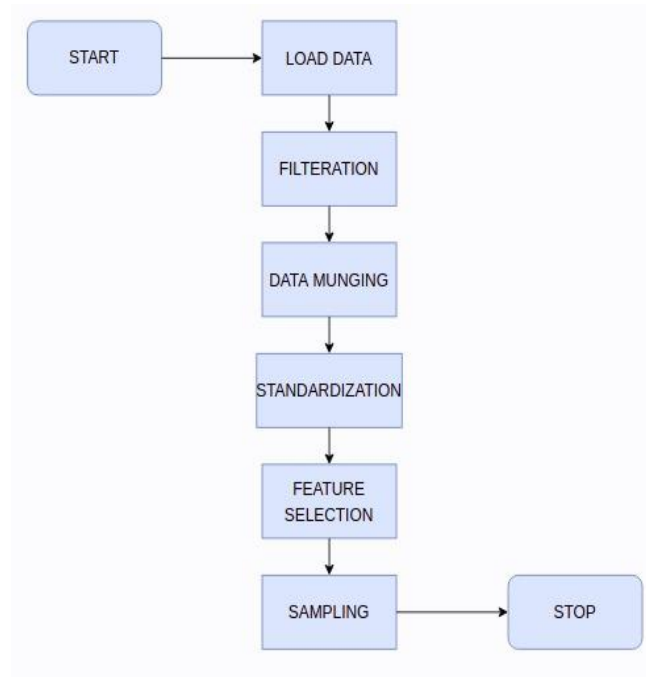 START
LOAD DATA
FILTERATION
DATA MUNGING
STANDARDIZATION
FEATURE
SELECTION
SAMPLING
STOP